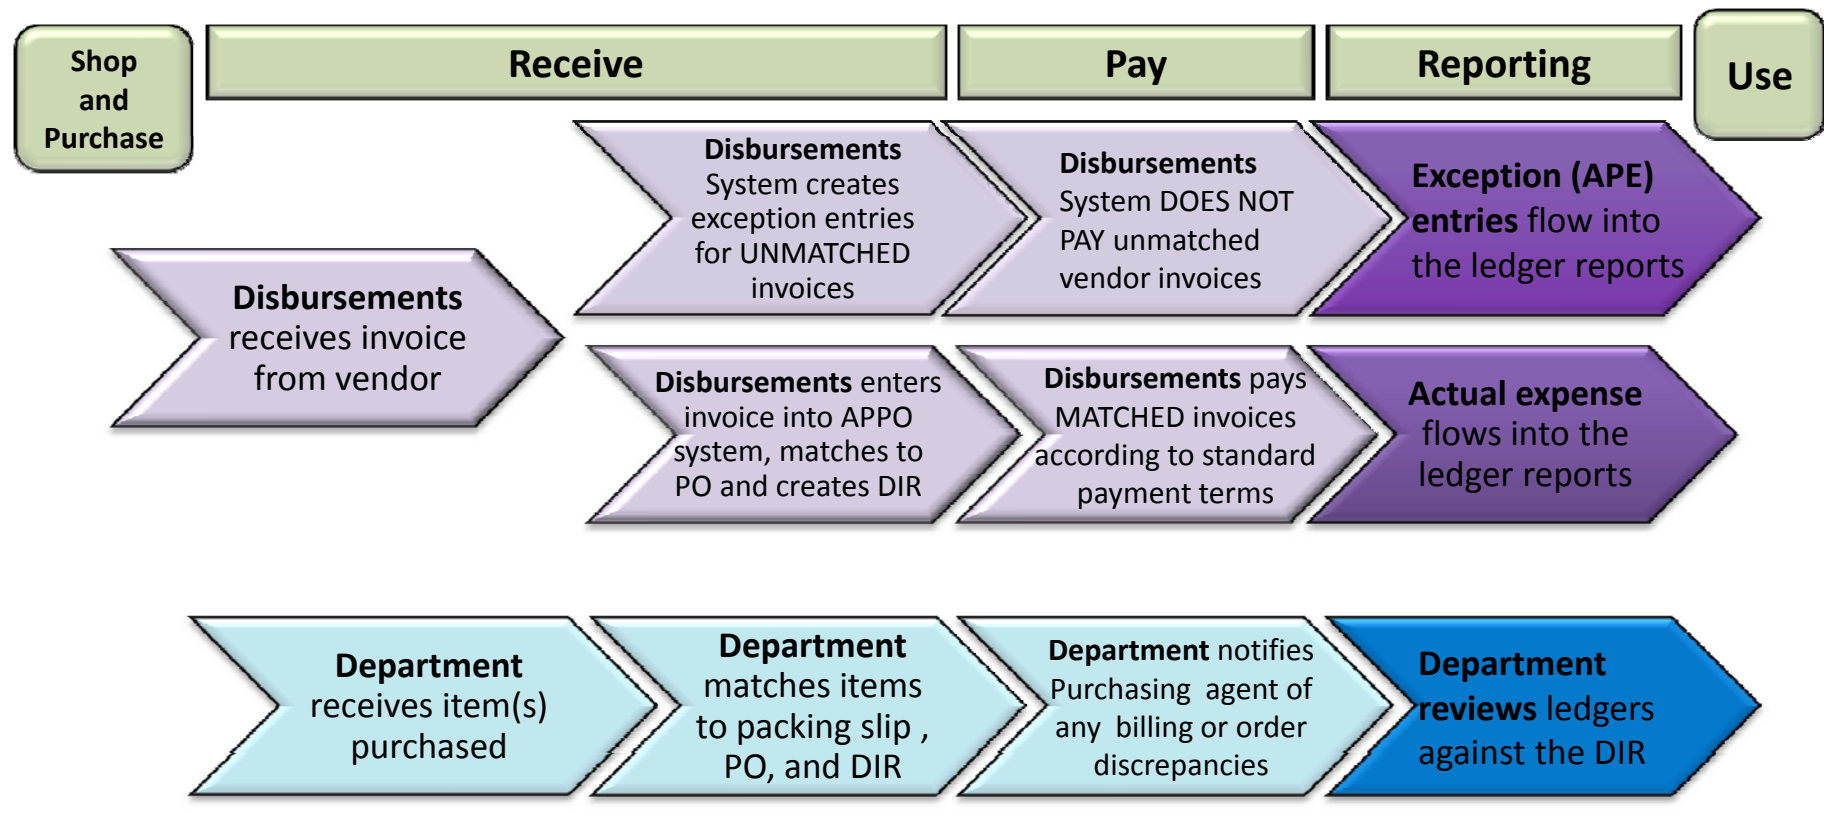 Shop
and
Purchase
Receive
Pay
Reporting
Use
Disbursements
receives invoice
from vendor
Disbursements
System creates
exception entries
for UNMATCHED
invoices
Disbursements
System DOES NOT
PAY unmatched
vendor invoices
Exception (APE)
entries flow into
the ledger reports
Disbursements enters
invoice into APPO
system, matches to
PO and creates DIR
Disbursements pays
MATCHED invoices
according to standard
payment terms
Actual expense
flows into the
ledger reports
Department
receives item(s)
purchased
Department
matches items
to packing slip ,
PO, and DIR
Department notifies
Purchasing agent of
any billing or order
discrepancies
Department
reviews ledgers
against the DIR